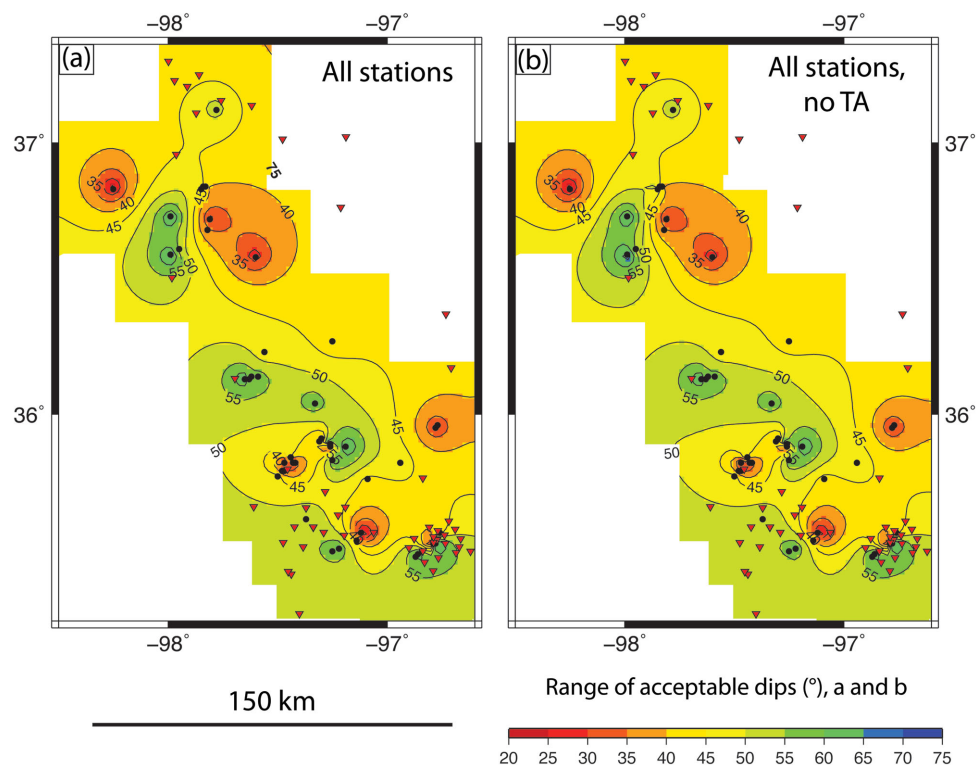 −98 −97 −98 −97
(a) All stations (b) All stations,
no TA
37° 37°
75
35 40 45 45 40 35
40 45 45 40 35
50 55 50 55
36° 36°
50 55 45 50 55 45
50 40 55 45 50 55 45
55 55
−98 −97 −98 −97
150 km
Range of acceptable dips (°), a and b
20 25 30 35 40 45 50 55 60 65 70 75